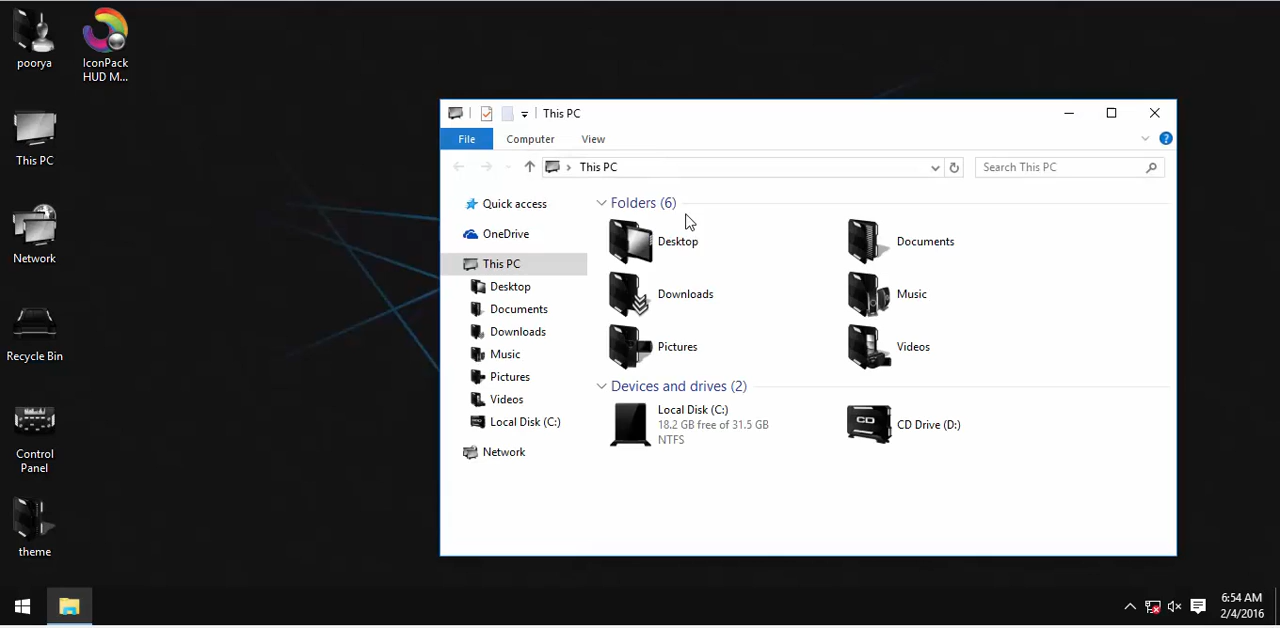 poorya
IconPack
HUD M...
This PC
Network
Recycle Bin
Control
Panel
theme
This PC
File
Computer
View
?
This PC
Search This PC
Quick access
OneDrive
This PC
Desktop
Documents
Downloads
Music
Pictures
Videos
Local Disk (C:)
Network
Folders (6)
Desktop
Documents
Downloads
Music
Pictures
Videos
Devices and drives (2)
Local Disk (C:)
18.2 GB free of 31.5 GB
NTFS
CD
CD Drive (D:)
6:54 AM
2/4/2016